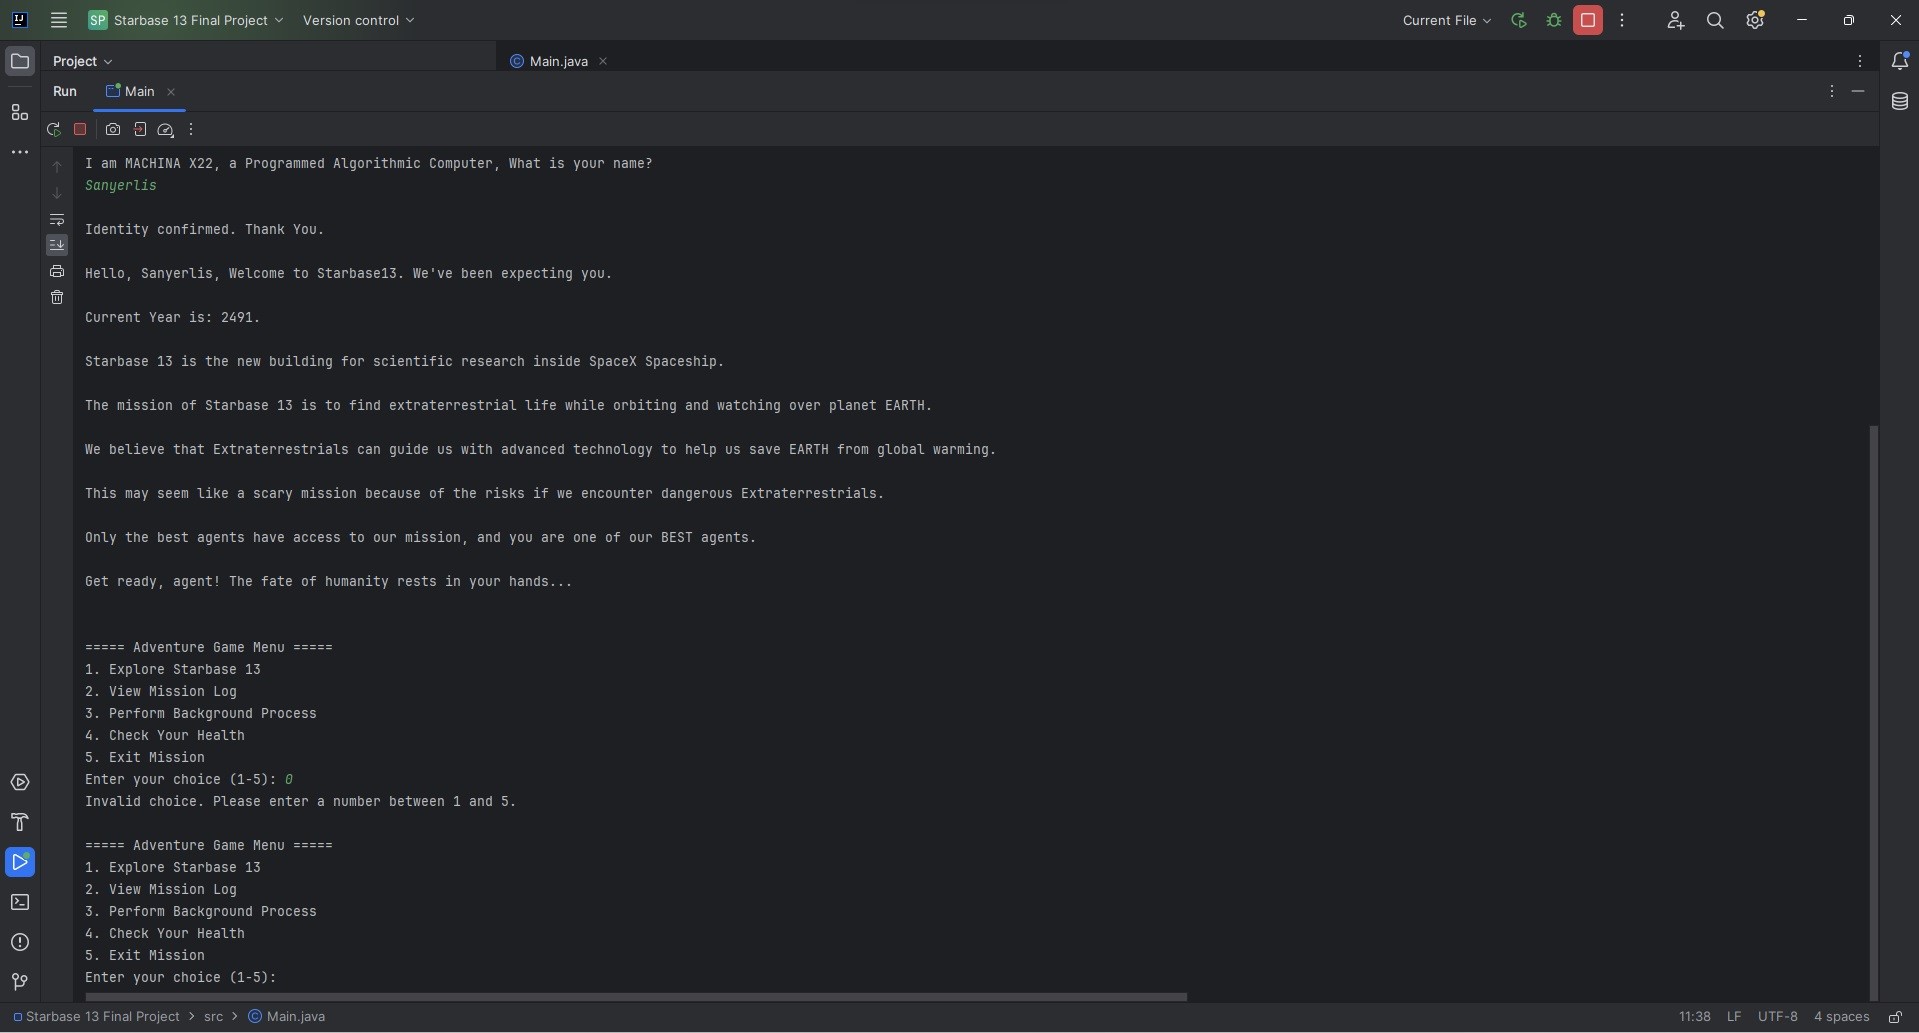 SP Starbase 13 Final Project Version control Current File
Project Main.java
Run Main
I am MACHINA X22, a Programmed Algorithmic Computer, What is your name?
Sanyerlis
Identity confirmed. Thank You.
Hello, Sanyerlis, Welcome to Starbase13. We've been expecting you.
Current Year is: 2491.
Starbase 13 is the new building for scientific research inside SpaceX Spaceship.
The mission of Starbase 13 is to find extraterrestrial life while orbiting and watching over planet EARTH.
We believe that Extraterrestrials can guide us with advanced technology to help us save EARTH from global warming.
This may seem like a scary mission because of the risks if we encounter dangerous Extraterrestrials.
Only the best agents have access to our mission, and you are one of our BEST agents.
Get ready, agent! The fate of humanity rests in your hands...
===== Adventure Game Menu =====
1. Explore Starbase 13
2. View Mission Log
3. Perform Background Process
4. Check Your Health
5. Exit Mission
Enter your choice (1-5): 0
Invalid choice. Please enter a number between 1 and 5.
===== Adventure Game Menu =====
1. Explore Starbase 13
2. View Mission Log
3. Perform Background Process
4. Check Your Health
5. Exit Mission
Enter your choice (1-5):
Starbase 13 Final Project > src > Main.java 11:38 LF UTF-8 4 spaces